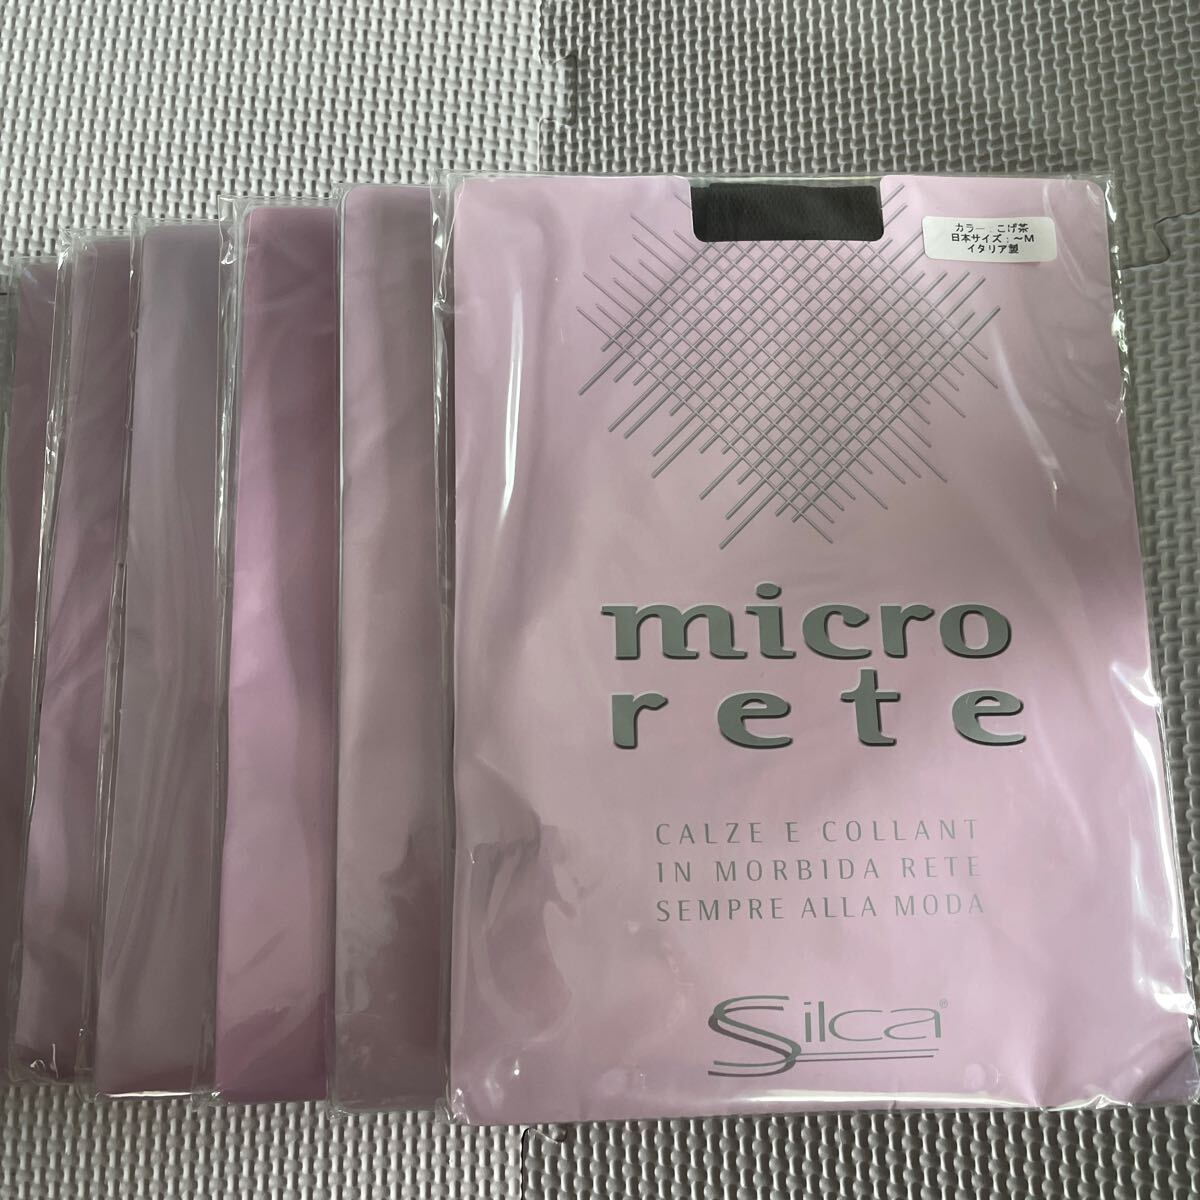 カラー：こげ茶
日本サイズ：～M
イタリア製
micro
rete
CALZE E COLLANT
IN MORBIDA RETE
SEMPRE ALLA MODA
Silca®